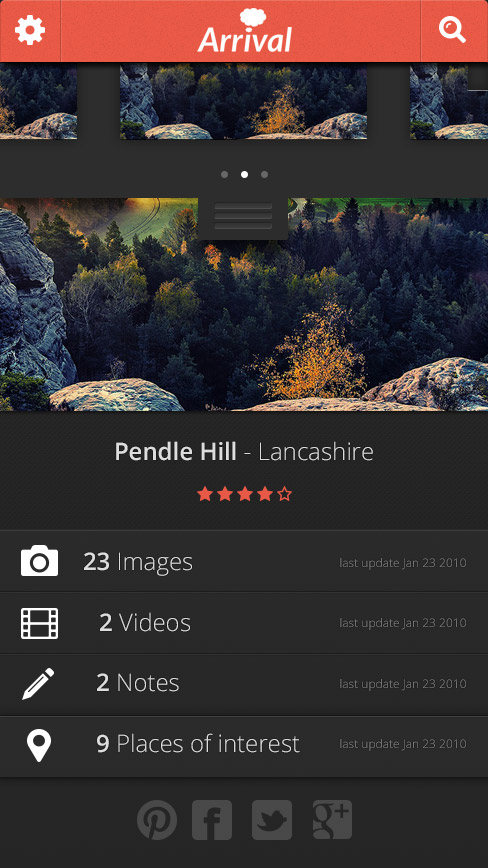 Arrival
Pendle Hill - Lancashire
23 Images last update Jan 23 2010
2 Videos last update Jan 23 2010
2 Notes last update Jan 23 2010
9 Places of interest last update Jan 23 2010